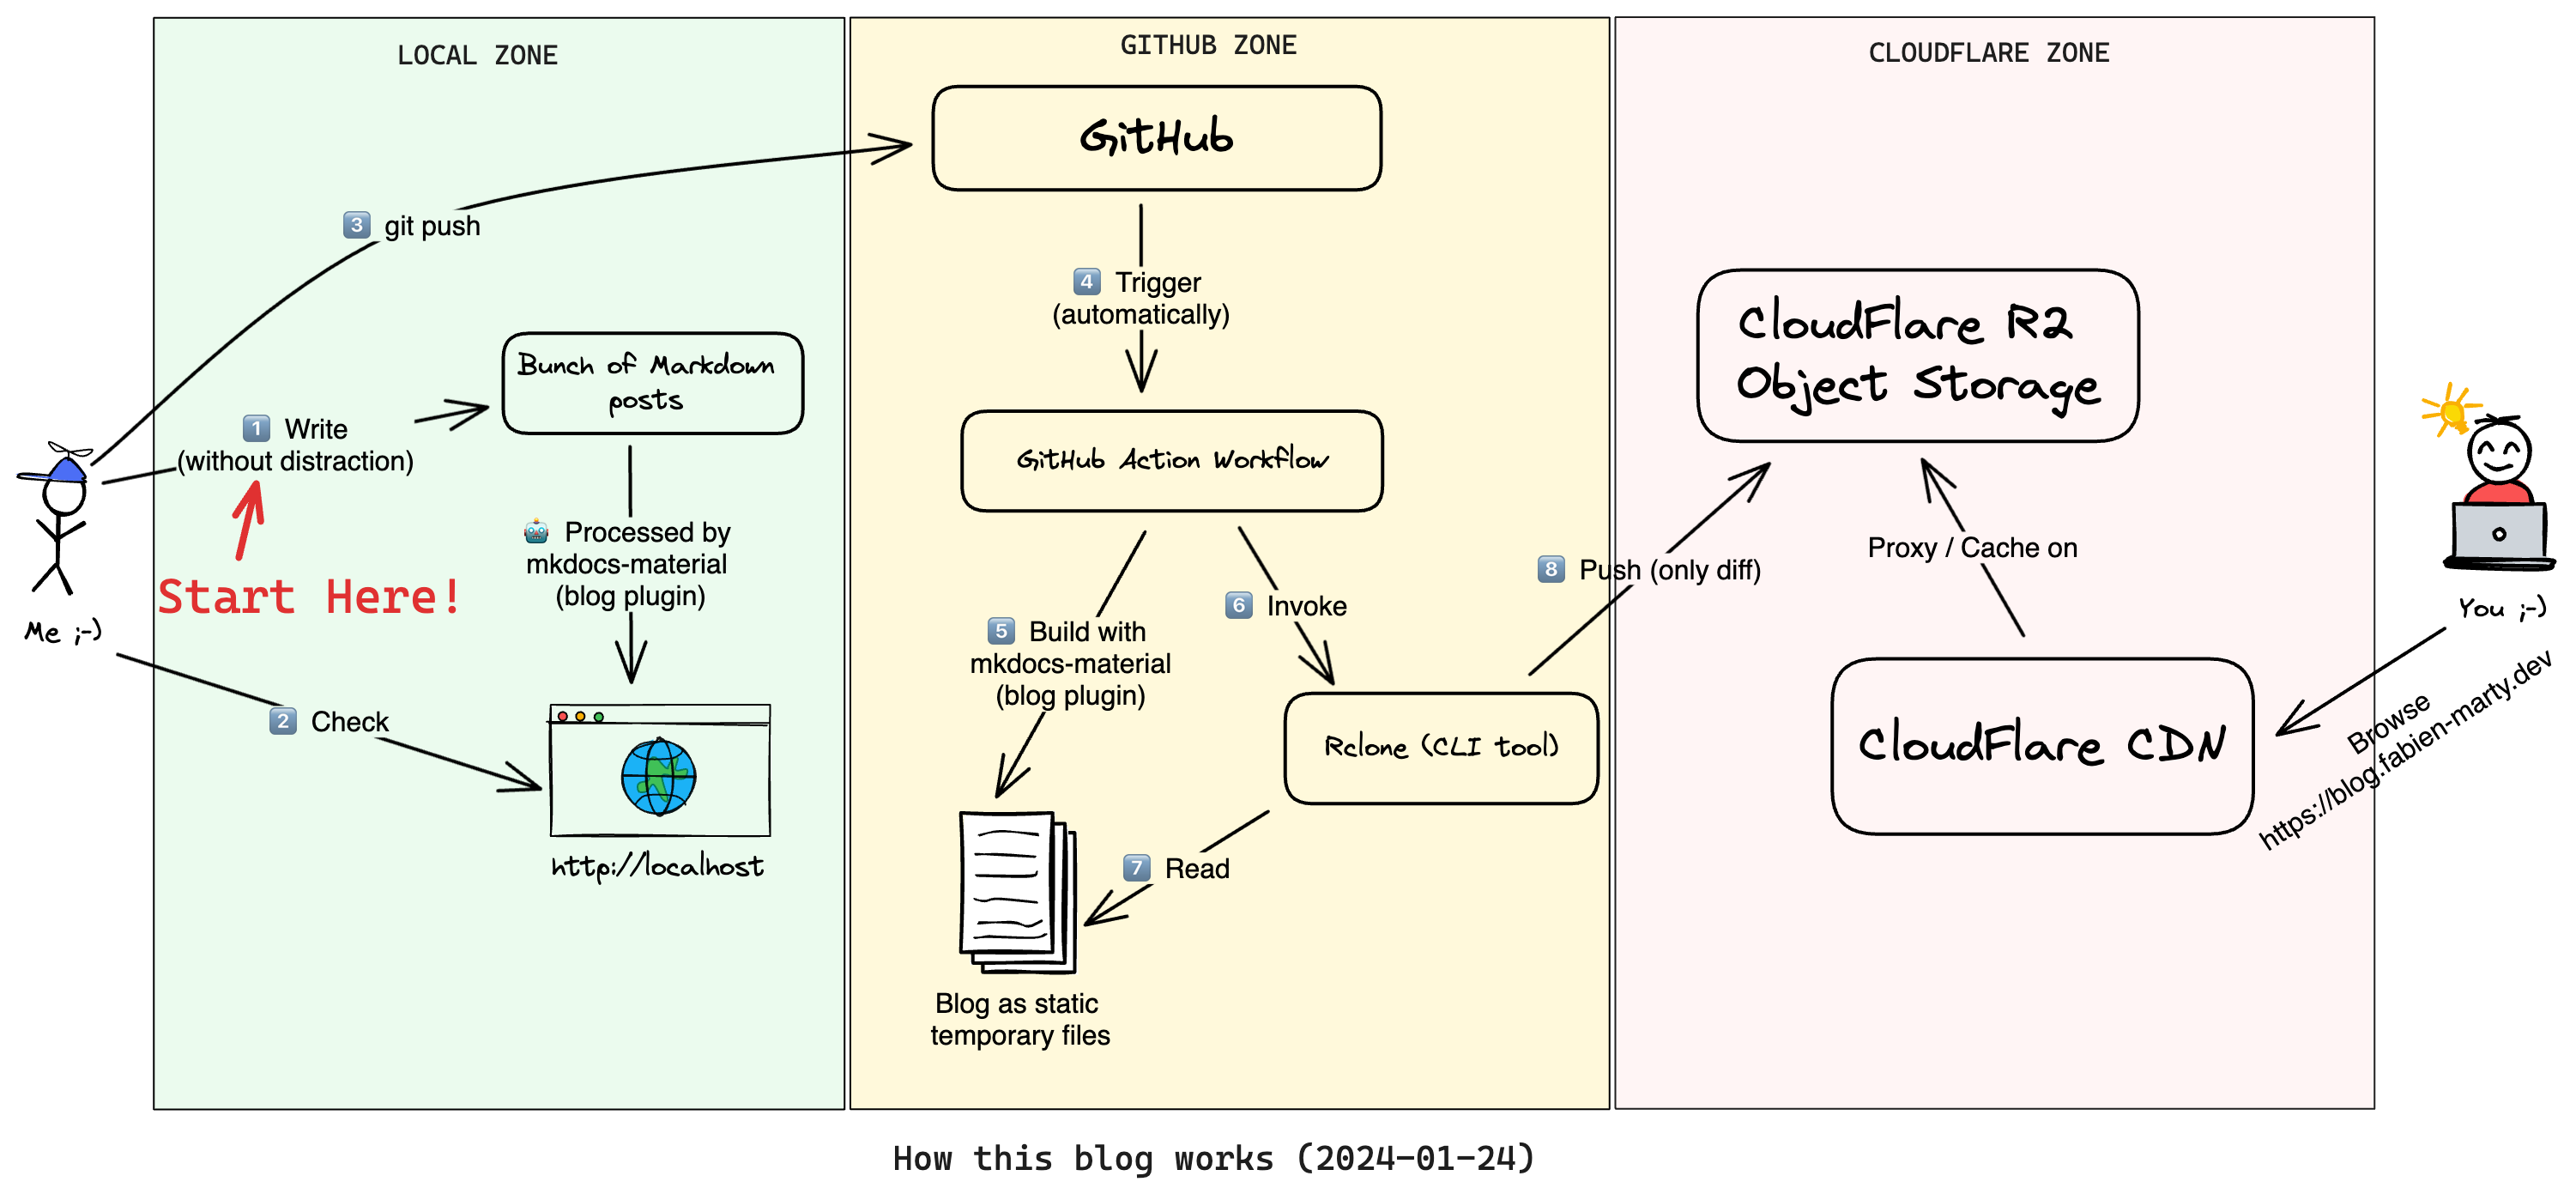 LOCAL ZONE
GITHUB ZONE
CLOUDFLARE ZONE
GitHub
3 git push
4 Trigger
(automatically)
Bunch of Markdown
posts
1 Write
(without distraction)
Start Here!
Me ;-)
Processed by
mkdocs-material
(blog plugin)
2 Check
http://localhost
GitHub Action Workflow
5 Build with
mkdocs-material
(blog plugin)
6 Invoke
Rclone (CLI tool)
7 Read
Blog as static
temporary files
8 Push (only diff)
CloudFlare R2
Object Storage
Proxy / Cache on
CloudFlare CDN
You ;-)
Browse
https://blog.fabien-marty.dev
How this blog works (2024-01-24)